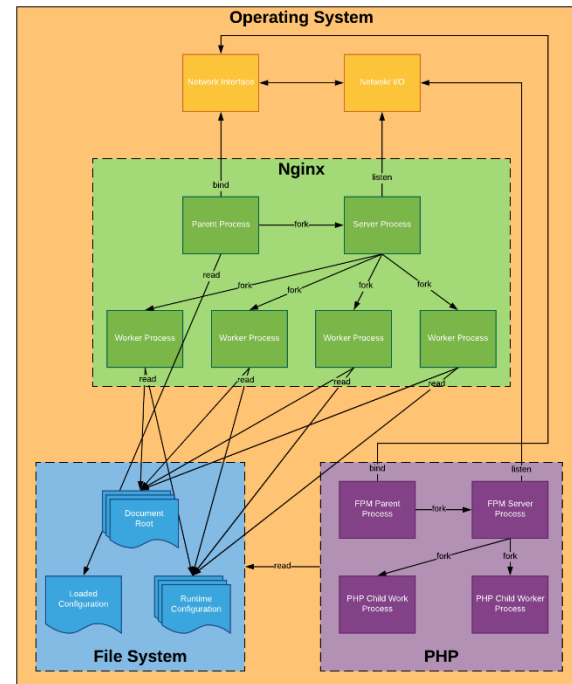 Operating System
Network Interface
Netwokr I/O
Nginx
bind
listen
Parent Process
fork
Server Process
read
fork
fork
fork
fork
Worker Process
Worker Process
Worker Process
Worker Process
read
read
read
read
bind
listen
Document
Root
FPM Parent
Process
fork
FPM Server
Process
fork
fork
read
Loaded
Configuration
Runtime
Configuration
PHP Child Work
Process
PHP Child Worker
Process
File System
PHP